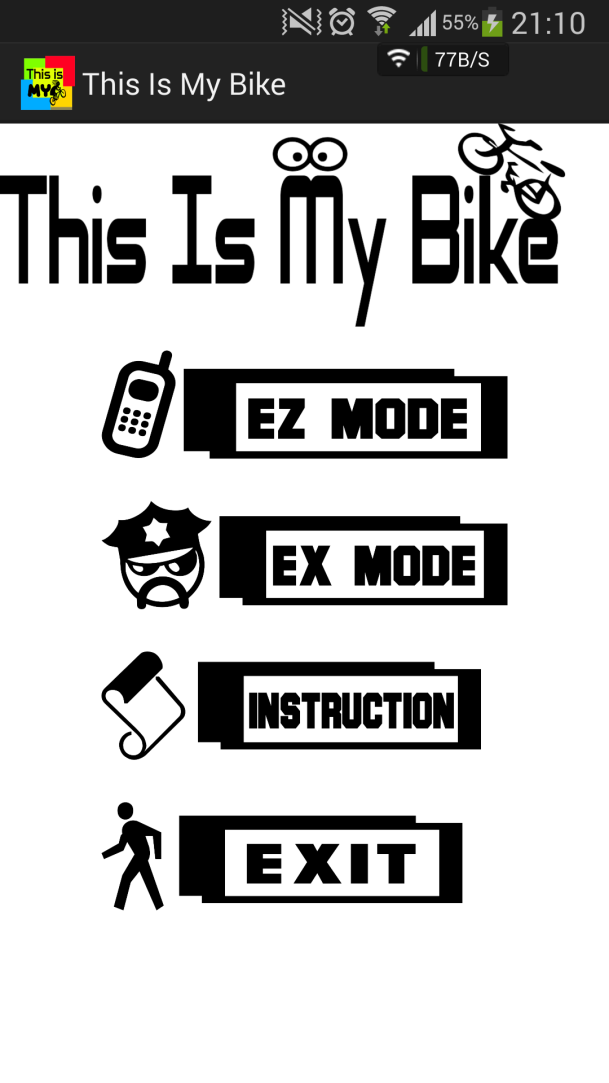 55% 21:10
77B/S
This is
MY
This Is My Bike
This Is My Bike
EZ MODE
EX MODE
INSTRUCTION
EXIT